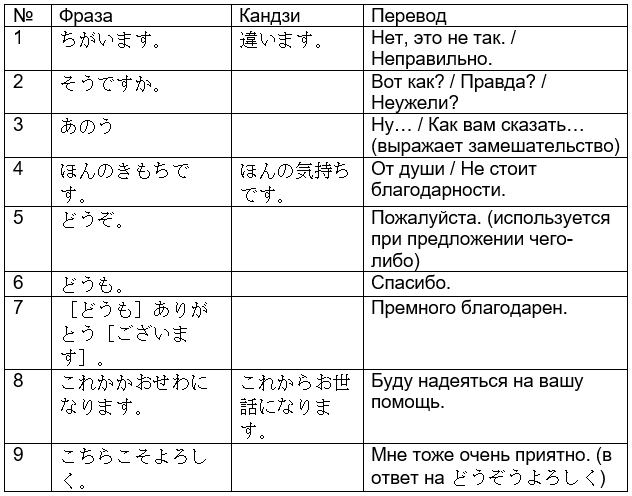 № Фраза Кандзи Перевод
1 ちがいます。 違います。 Нет, это не так. /
Неправильно.
2 そうですか。 Вот как? / Правда? /
Неужели?
3 あのう Ну… / Как вам сказать…
(выражает замешательство)
4 ほんのきもちで ほんの気持ち От души / Не стоит
す。 です。 благодарности.
5 どうぞ。 Пожалуйста. (используется
при предложении чего-
либо)
6 どうも。 Спасибо.
7 ［どうも］ありが Премного благодарен.
とう［ございま
す］.
8 これかかおせわに これからお世 Буду надеяться на вашу
なります。 話になりま помощь.
す。
9 こちらこそよろし Мне тоже очень приятно. (в
く。 ответ на どうぞうよろしく)